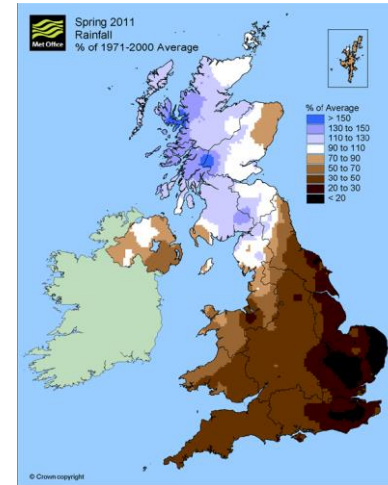 Met Office
Spring 2011
Rainfall
% of 1971-2000 Average
% of Average
> 150
130 to 150
110 to 130
90 to 110
70 to 90
50 to 70
30 to 50
20 to 30
< 20
© Crown copyright